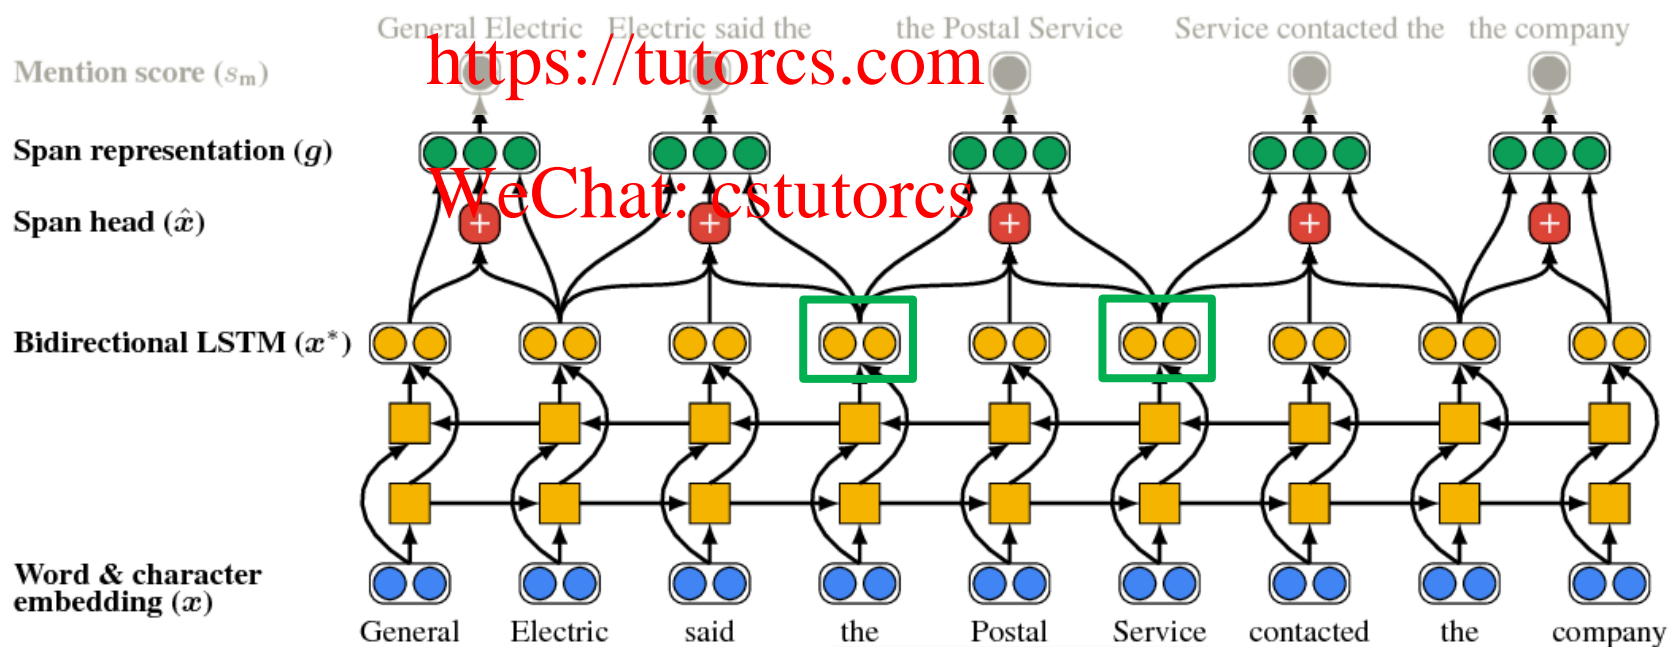 General Electric Electric said the the Postal Service Service contacted the the company
https://tutorcs.com
Mention score (sm)
Span representation (g)
WeChat: cstutorcs
Span head (x̂)
+ + + + +
Bidirectional LSTM (x*)
Word & character
embedding (x)
General Electric said the Postal Service contacted the company